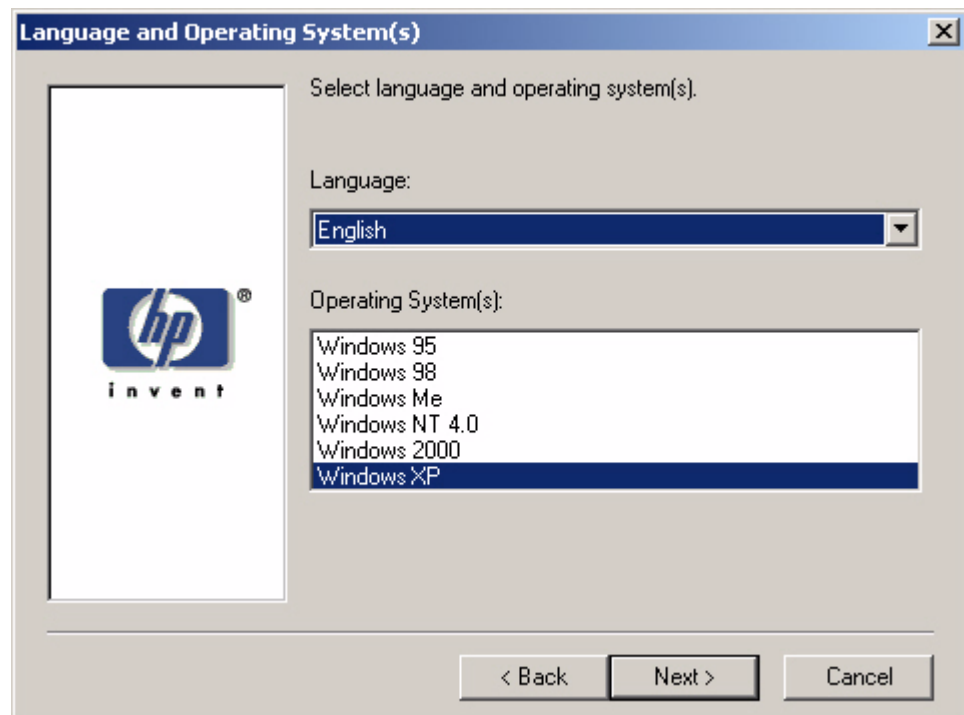 Language and Operating System(s)
Select language and operating system(s).
Language:
English
Operating System(s):
Windows 95
Windows 98
Windows Me
Windows NT 4.0
Windows 2000
Windows XP
hp ®
invent
< Back Next > Cancel